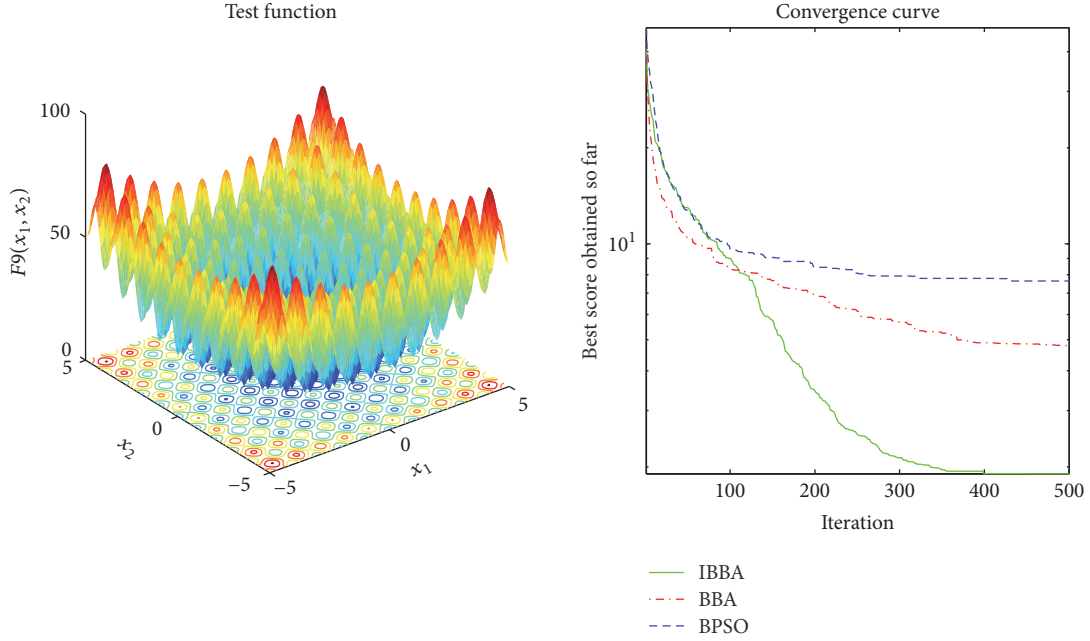 Test function
100
50
0
F9(x₁, x₂)
5
0
−5
x₂
−5
0
5
x₁
Convergence curve
Best score obtained so far
10¹
100
200
300
400
500
Iteration
IBBA
BBA
BPSO